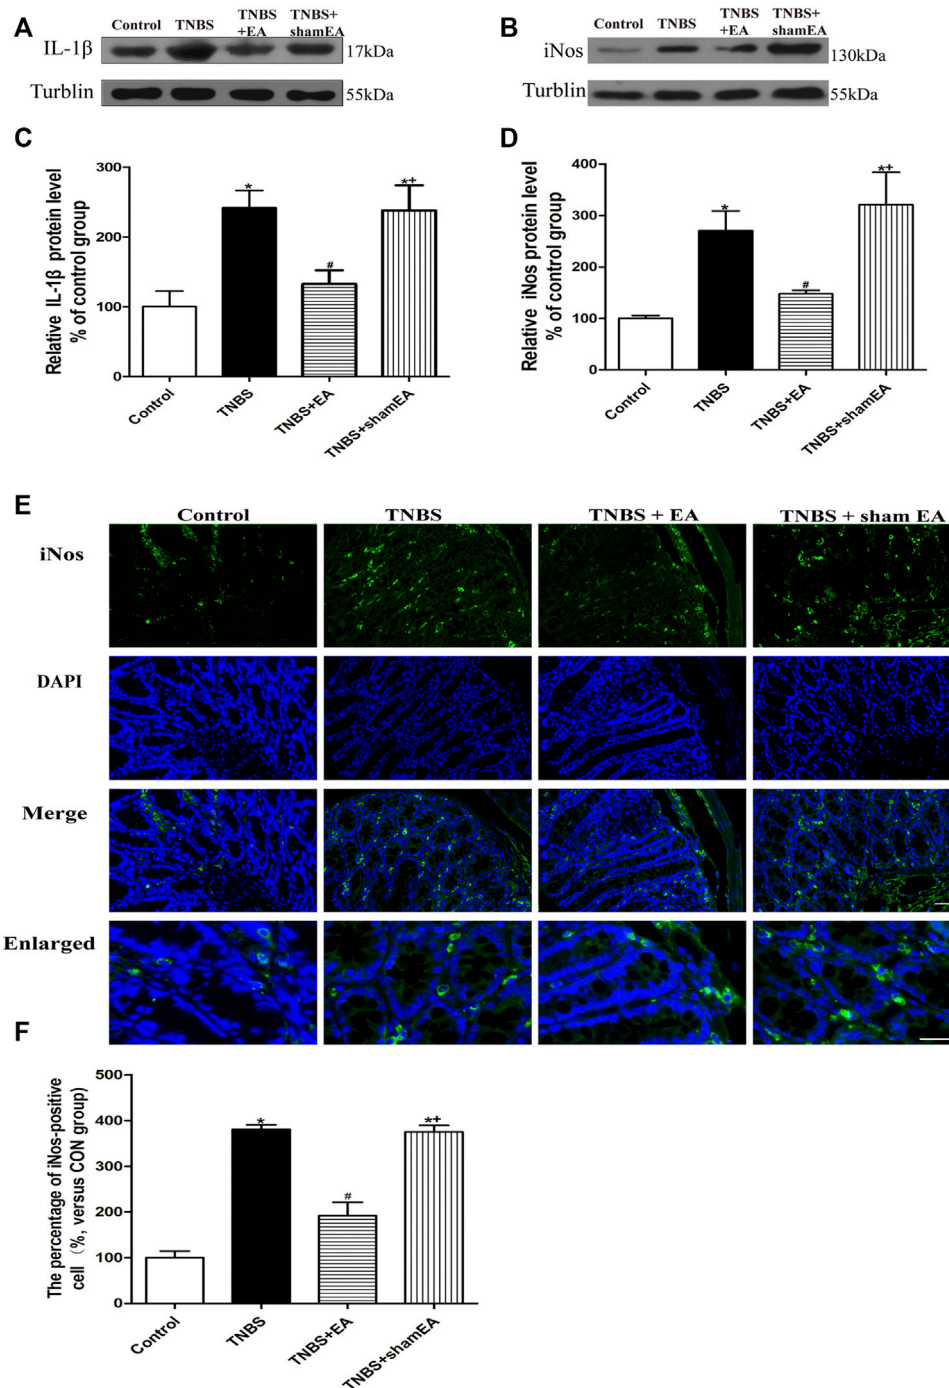 A
Control TNBS TNBS +EA TNBS+ shamEA
IL-1β 17kDa
Turblin 55kDa
B
Control TNBS TNBS +EA TNBS+ shamEA
iNos 130kDa
Turblin 55kDa
C
Relative IL-1β protein level
% of control group
300
200
100
0
*
#
*+
Control TNBS TNBS+EA TNBS+shamEA
D
Relative iNos protein level
% of control group
400
300
200
100
0
*
#
*+
Control TNBS TNBS+EA TNBS+shamEA
E
Control TNBS TNBS + EA TNBS + sham EA
iNos
DAPI
Merge
Enlarged
F
The percentage of iNos-positive
cell (%, versus CON group)
500
400
300
200
100
0
*
#
*+
Control TNBS TNBS+EA TNBS+shamEA